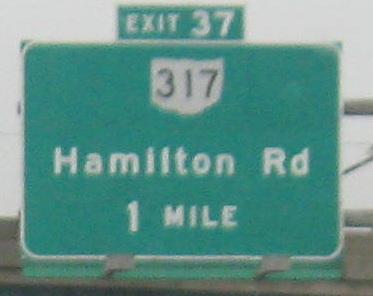 EXIT 37
317
Hamilton Rd
1 MILE